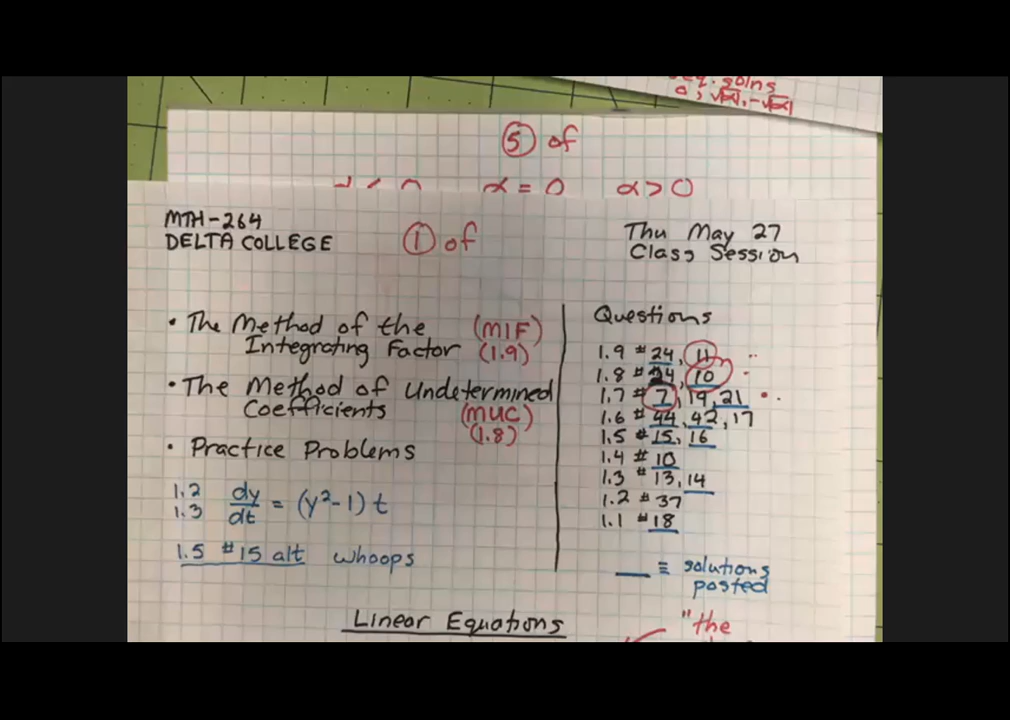 eq. solns
0, √α, -√α
⑤ of
α = 0 α > 0
MTH-264
DELTA COLLEGE
① of
Thu May 27
Class Session
• The Method of the (MIF)
Integrating Factor (1.9)
• The Method of Undetermined
Coefficients (MUC)
(1.8)
• Practice Problems
1.2
1.3
dy/dt = (y²-1)t
1.5 #15 alt whoops
Questions
1.9 #24, 11
1.8 # 10
1.7 #7, 19, 21
1.6 #44, 42, 17
1.5 #15, 16
1.4 #10
1.3 #13, 14
1.2 #37
1.1 #18
___ ≡ solutions
posted
Linear Equations
"the